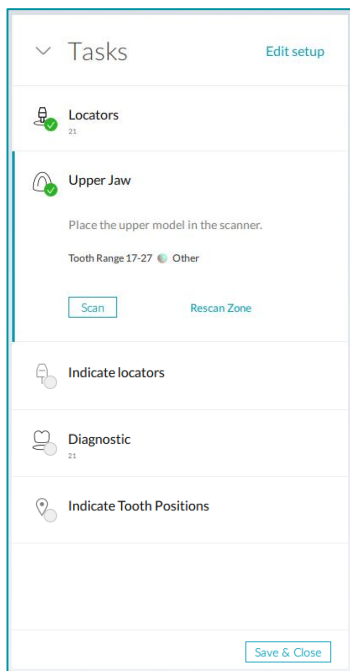 Tasks
Edit setup
Locators
21
Upper Jaw
Place the upper model in the scanner.
Tooth Range 17-27 Other
Scan
Rescan Zone
Indicate locators
Diagnostic
21
Indicate Tooth Positions
Save & Close